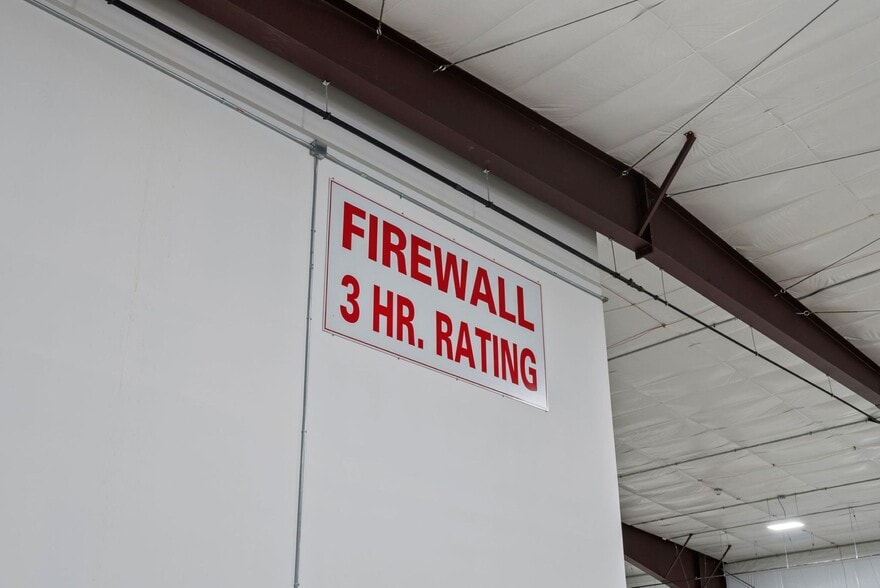 FIREWALL
3 HR. RATING